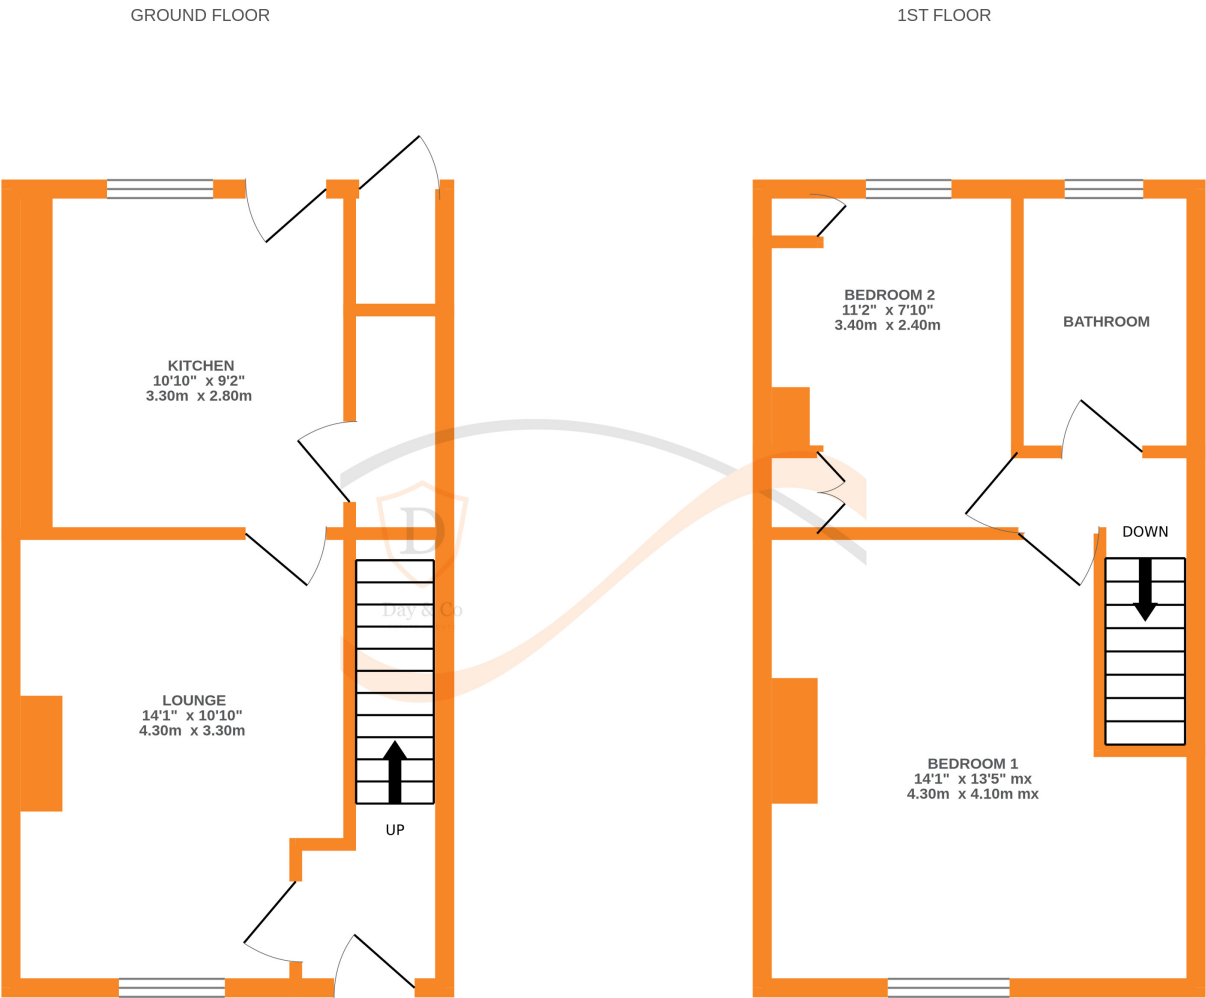 GROUND FLOOR
1ST FLOOR
KITCHEN
10'10" x 9'2"
3.30m x 2.80m
LOUNGE
14'1" x 10'10"
4.30m x 3.30m
UP
D
Day & Co
BEDROOM 2
11'2" x 7'10"
3.40m x 2.40m
BATHROOM
DOWN
BEDROOM 1
14'1" x 13'5" mx
4.30m x 4.10m mx